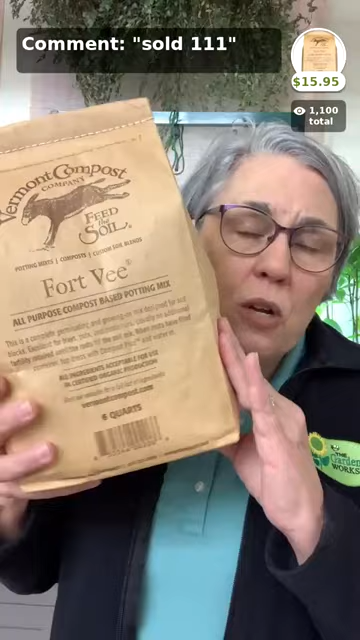 Comment: "sold 111"
$15.95
1,100
total
Vermont Compost
COMPANY
FEED
the
SOIL
POTTING MIXES | COMPOSTS | CUSTOM SOIL BLENDS
Fort Vee®
ALL PURPOSE COMPOST BASED POTTING MIX
ALL INGREDIENTS ACCEPTABLE FOR USE
IN CERTIFIED ORGANIC PRODUCTION
vermontcompost.com
6 QUARTS
THE
Garden
WORKS